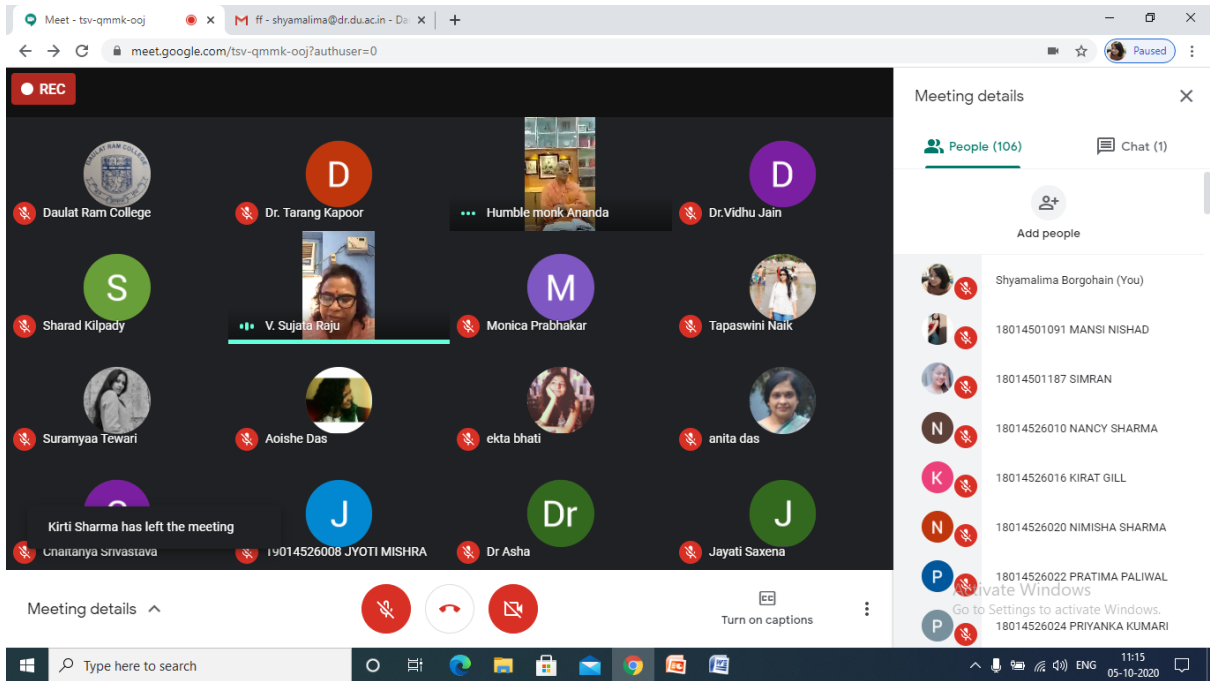 Meet - tsv-qmmk-ooj
ff - shyamalima@dr.du.ac.in - Da
meet.google.com/tsv-qmmk-ooj?authuser=0
Paused
REC
Meeting details
People (106)
Chat (1)
Add people
DAULAT RAM COLLEGE
D
D
Daulat Ram College
Dr. Tarang Kapoor
Humble monk Ananda
Dr.Vidhu Jain
S
M
Sharad Kilpady
V. Sujata Raju
Monica Prabhakar
Tapaswini Naik
Suramyaa Tewari
Aoishe Das
ekta bhati
anita das
J
Dr
J
Kirti Sharma has left the meeting
Chaitanya Srivastava
19014526008 JYOTI MISHRA
Dr Asha
Jayati Saxena
Shyamalima Borgohain (You)
18014501091 MANSI NISHAD
18014501187 SIMRAN
N
18014526010 NANCY SHARMA
K
18014526016 KIRAT GILL
N
18014526020 NIMISHA SHARMA
P
18014526022 PRATIMA PALIWAL
P
18014526024 PRIYANKA KUMARI
Activate Windows
Go to Settings to activate Windows.
Meeting details
Turn on captions
Type here to search
ENG
11:15
05-10-2020